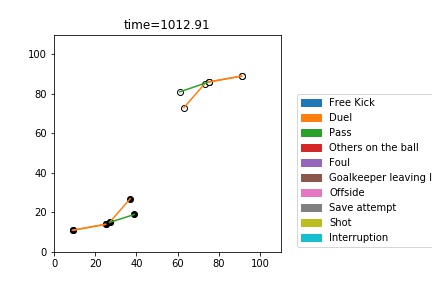 time=1012.91
100
80
60
40
20
0
0 20 40 60 80 100
Free Kick
Duel
Pass
Others on the ball
Foul
Goalkeeper leaving l
Offside
Save attempt
Shot
Interruption